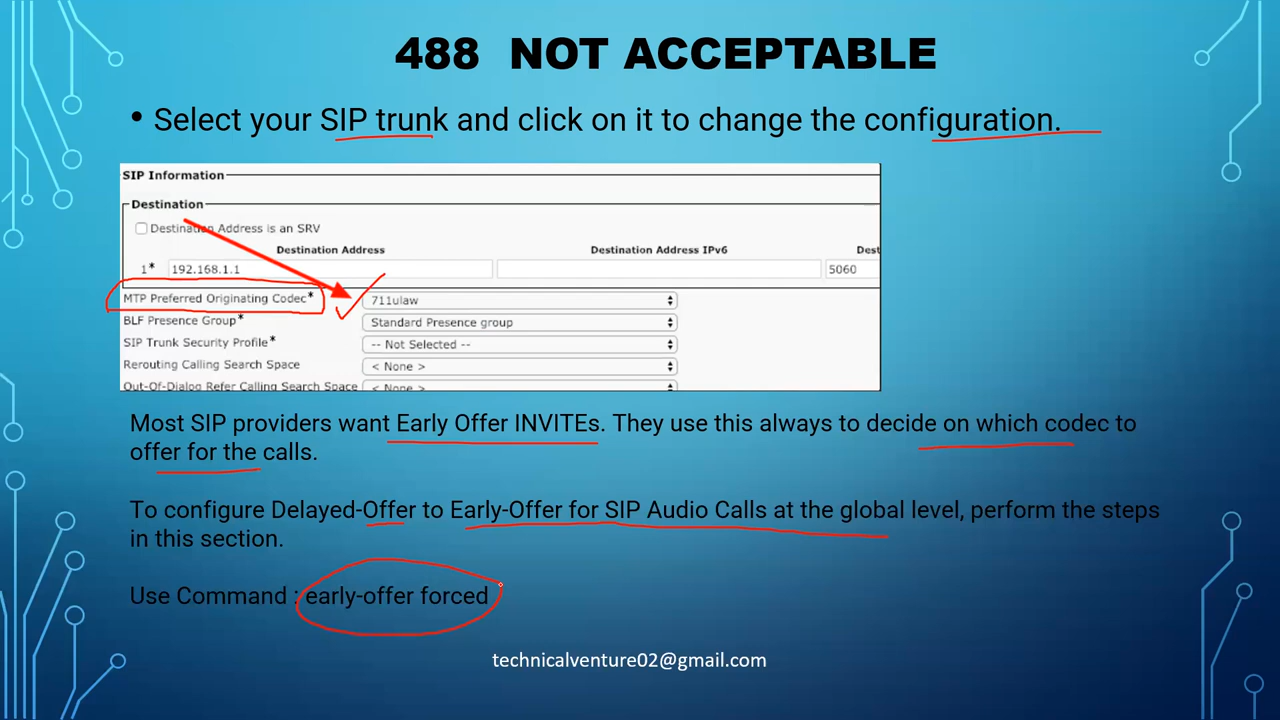 488 NOT ACCEPTABLE
• Select your SIP trunk and click on it to change the configuration.
SIP Information
Destination
Destination Address is an SRV
Destination Address Destination Address IPv6 Dest
1* 192.168.1.1 5060
MTP Preferred Originating Codec* 711ulaw
BLF Presence Group* Standard Presence group
SIP Trunk Security Profile* -- Not Selected --
Rerouting Calling Search Space < None >
Out-Of-Dialog Refer Calling Search Space < None >
Most SIP providers want Early Offer INVITEs. They use this always to decide on which codec to
offer for the calls.
To configure Delayed-Offer to Early-Offer for SIP Audio Calls at the global level, perform the steps
in this section.
Use Command : early-offer forced
technicalventure02@gmail.com